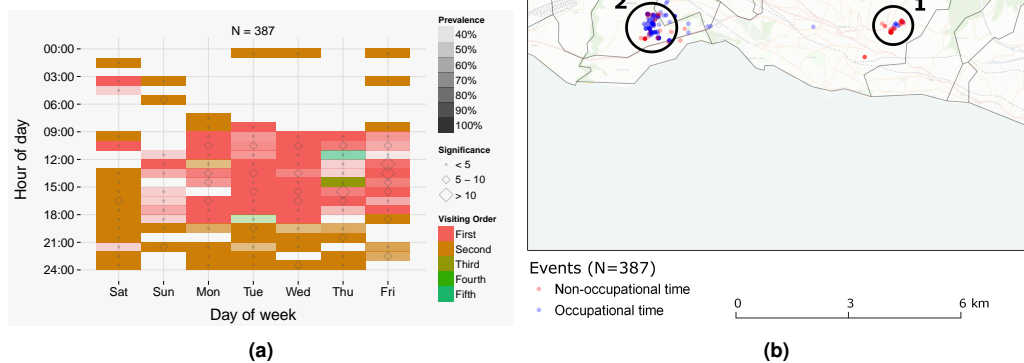 N = 387
Hour of day
00:00
03:00
06:00
09:00
12:00
15:00
18:00
21:00
24:00
Sat Sun Mon Tue Wed Thu Fri
Day of week
Prevalence
40%
50%
60%
70%
80%
90%
100%
Significance
< 5
5 − 10
> 10
Visiting Order
First
Second
Third
Fourth
Fifth
(a)
2
1
Events (N=387)
Non-occupational time
Occupational time
0 3 6 km
(b)